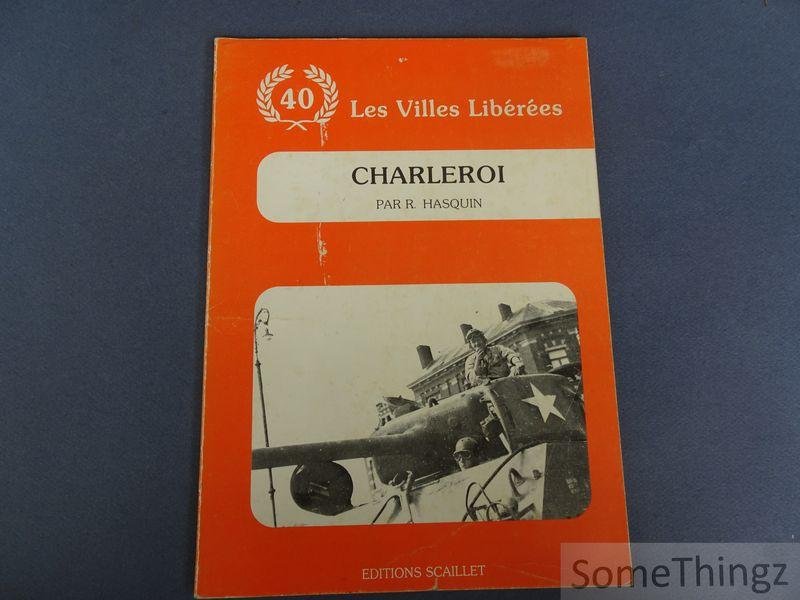 40
Les Villes Libérées
CHARLEROI
PAR R. HASQUIN
EDITIONS SCAILLET
SomeThingz